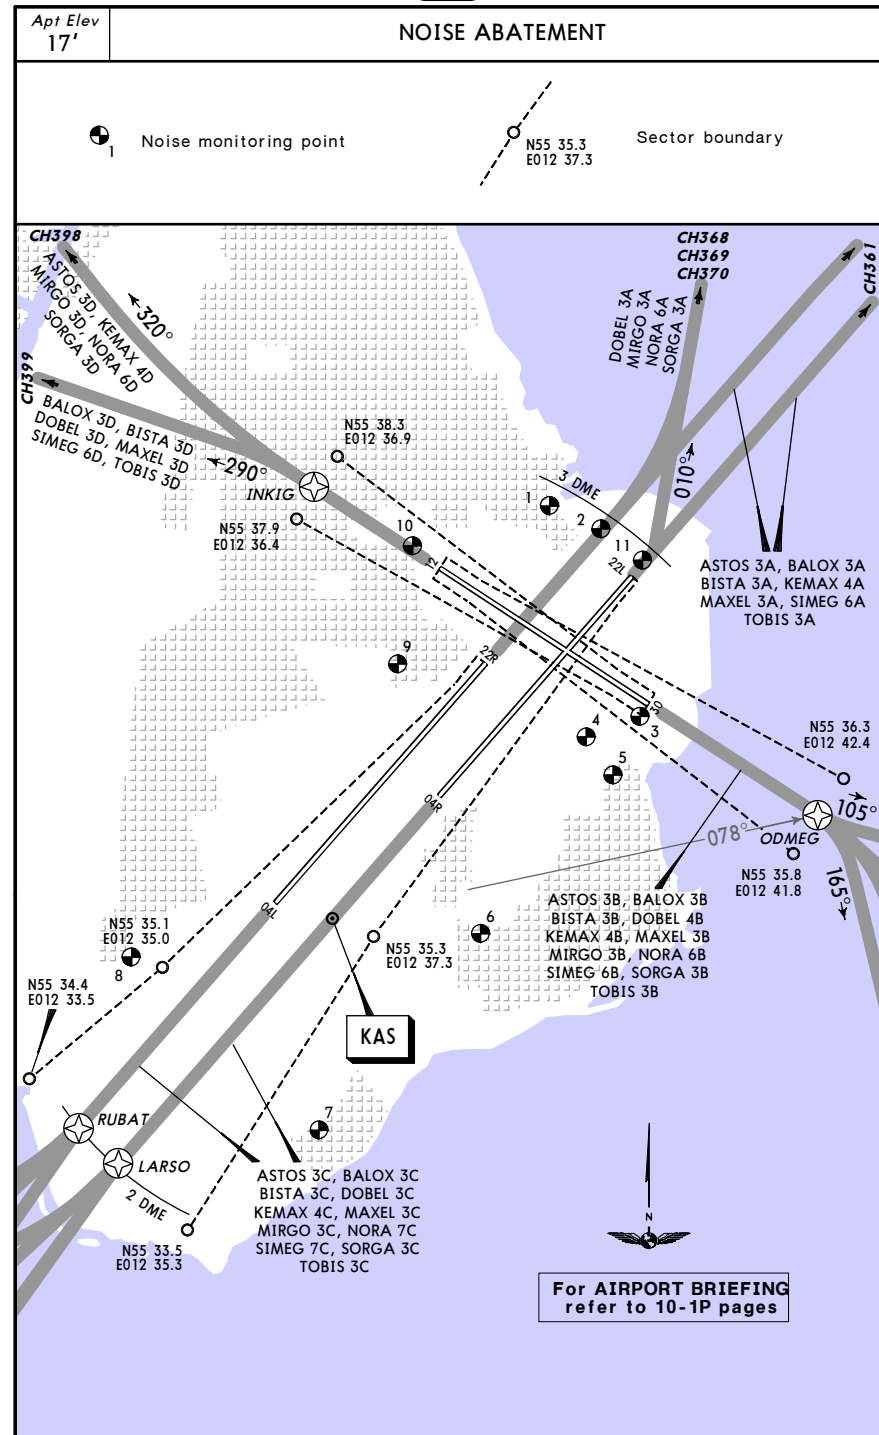 Apt Elev
17'
NOISE ABATEMENT
1
Noise monitoring point
N55 35.3
E012 37.3
Sector boundary
CH398
ASTOS 3D, KEMAX 4D
MIRGO 3D, NORA 6D
SORGA 3D
320°
CH399
BALOX 3D, BISTA 3D
DOBEL 3D, MAXEL 3D
SIMEG 6D, TOBIS 3D
290°
INKIG
CH368
CH369
CH370
CH361
DOBEL 3A
MIRGO 3A
NORA 6A
SORGA 3A
010°
N55 38.3
E012 36.9
N55 37.9
E012 36.4
3 DME
1
2
10
11
12
22L
ASTOS 3A, BALOX 3A
BISTA 3A, KEMAX 4A
MAXEL 3A, SIMEG 6A
TOBIS 3A
9
22R
30
3
4
5
N55 36.3
E012 42.4
105°
04R
078°
ODMEG
165°
N55 35.8
E012 41.8
04L
ASTOS 3B, BALOX 3B
BISTA 3B, DOBEL 4B
KEMAX 4B, MAXEL 3B
MIRGO 3B, NORA 6B
SIMEG 6B, SORGA 3B
TOBIS 3B
N55 35.1
E012 35.0
8
6
N55 35.3
E012 37.3
N55 34.4
E012 33.5
KAS
RUBAT
LARSO
7
2 DME
ASTOS 3C, BALOX 3C
BISTA 3C, DOBEL 3C
KEMAX 4C, MAXEL 3C
MIRGO 3C, NORA 7C
SIMEG 7C, SORGA 3C
TOBIS 3C
N55 33.5
E012 35.3
N
For AIRPORT BRIEFING
refer to 10-1P pages